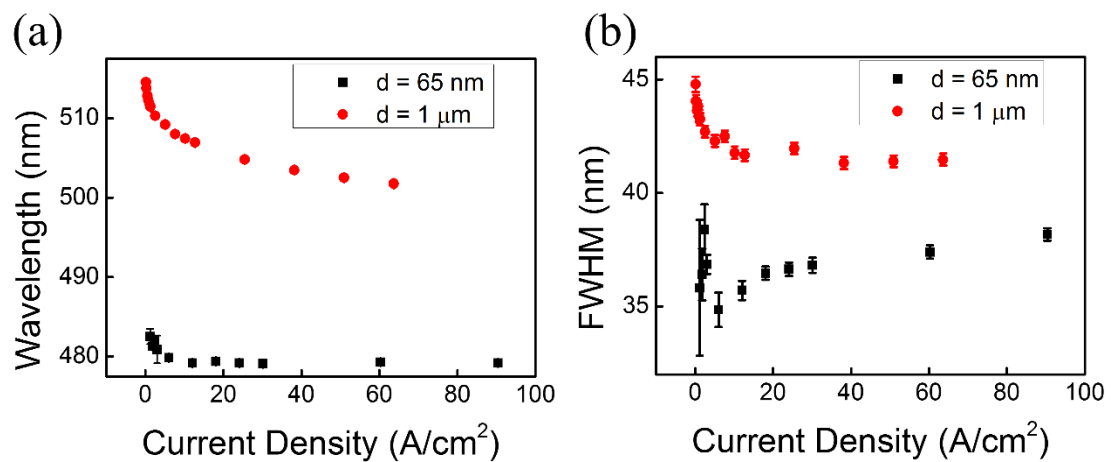 (a)
Wavelength (nm)
510
500
490
480
0 20 40 60 80 100
Current Density (A/cm²)
d = 65 nm
d = 1 μm
(b)
FWHM (nm)
45
40
35
0 20 40 60 80 100
Current Density (A/cm²)
d = 65 nm
d = 1 μm